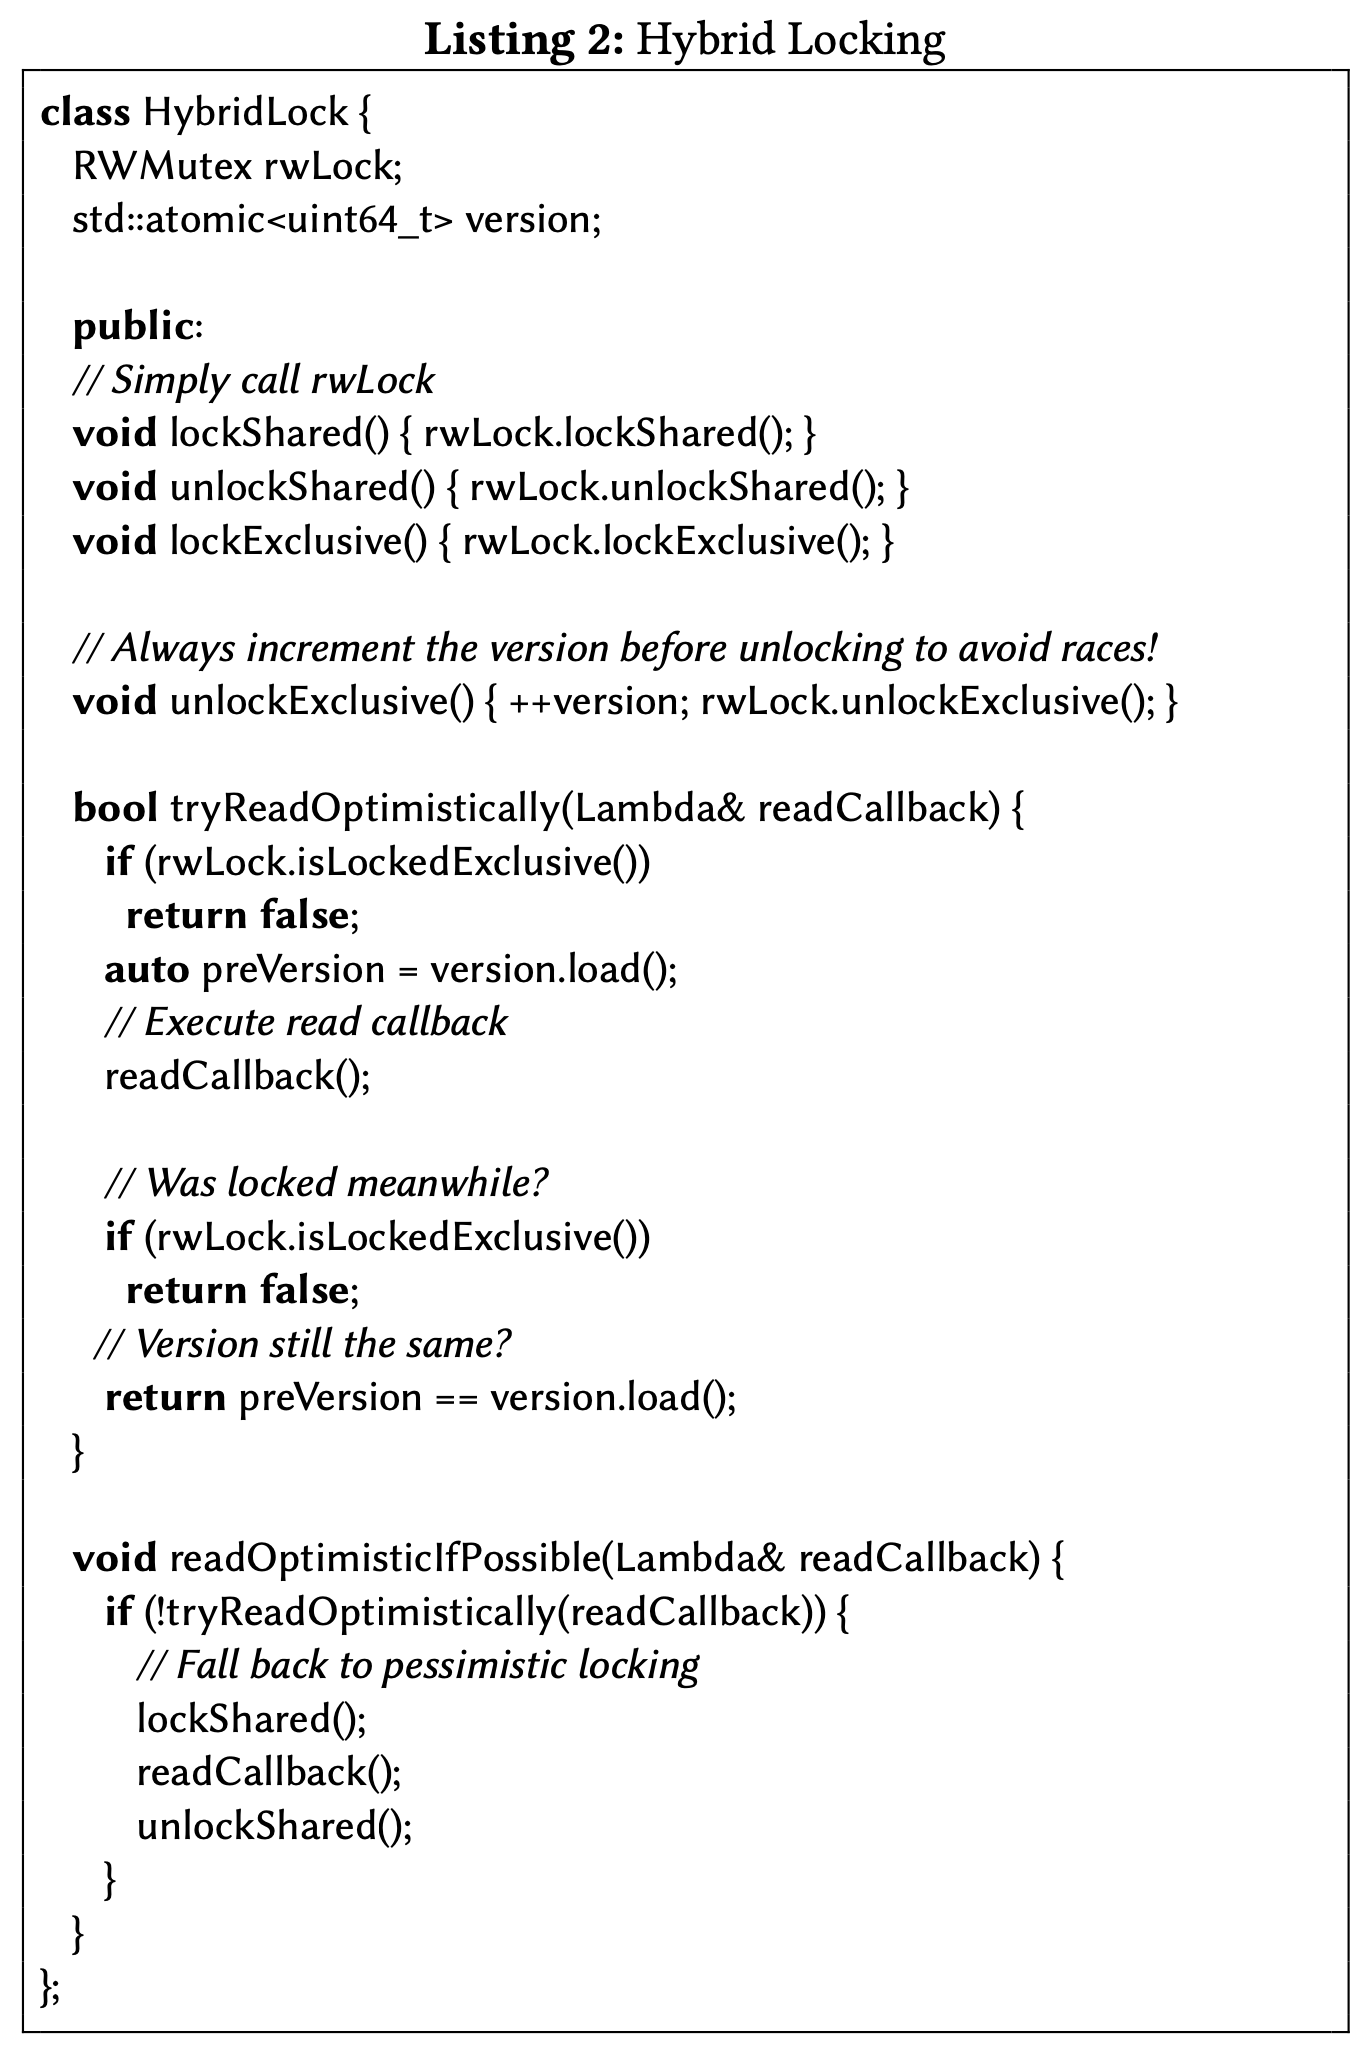 Listing 2: Hybrid Locking
class HybridLock {
RWMutex rwLock;
std::atomic<uint64_t> version;
public:
// Simply call rwLock
void lockShared() { rwLock.lockShared(); }
void unlockShared() { rwLock.unlockShared(); }
void lockExclusive() { rwLock.lockExclusive(); }
// Always increment the version before unlocking to avoid races!
void unlockExclusive() { ++version; rwLock.unlockExclusive(); }
bool tryReadOptimistically(Lambda& readCallback) {
if (rwLock.isLockedExclusive())
return false;
auto preVersion = version.load();
// Execute read callback
readCallback();
// Was locked meanwhile?
if (rwLock.isLockedExclusive())
return false;
// Version still the same?
return preVersion == version.load();
}
void readOptimisticIfPossible(Lambda& readCallback) {
if (!tryReadOptimistically(readCallback)) {
// Fall back to pessimistic locking
lockShared();
readCallback();
unlockShared();
}
}
};